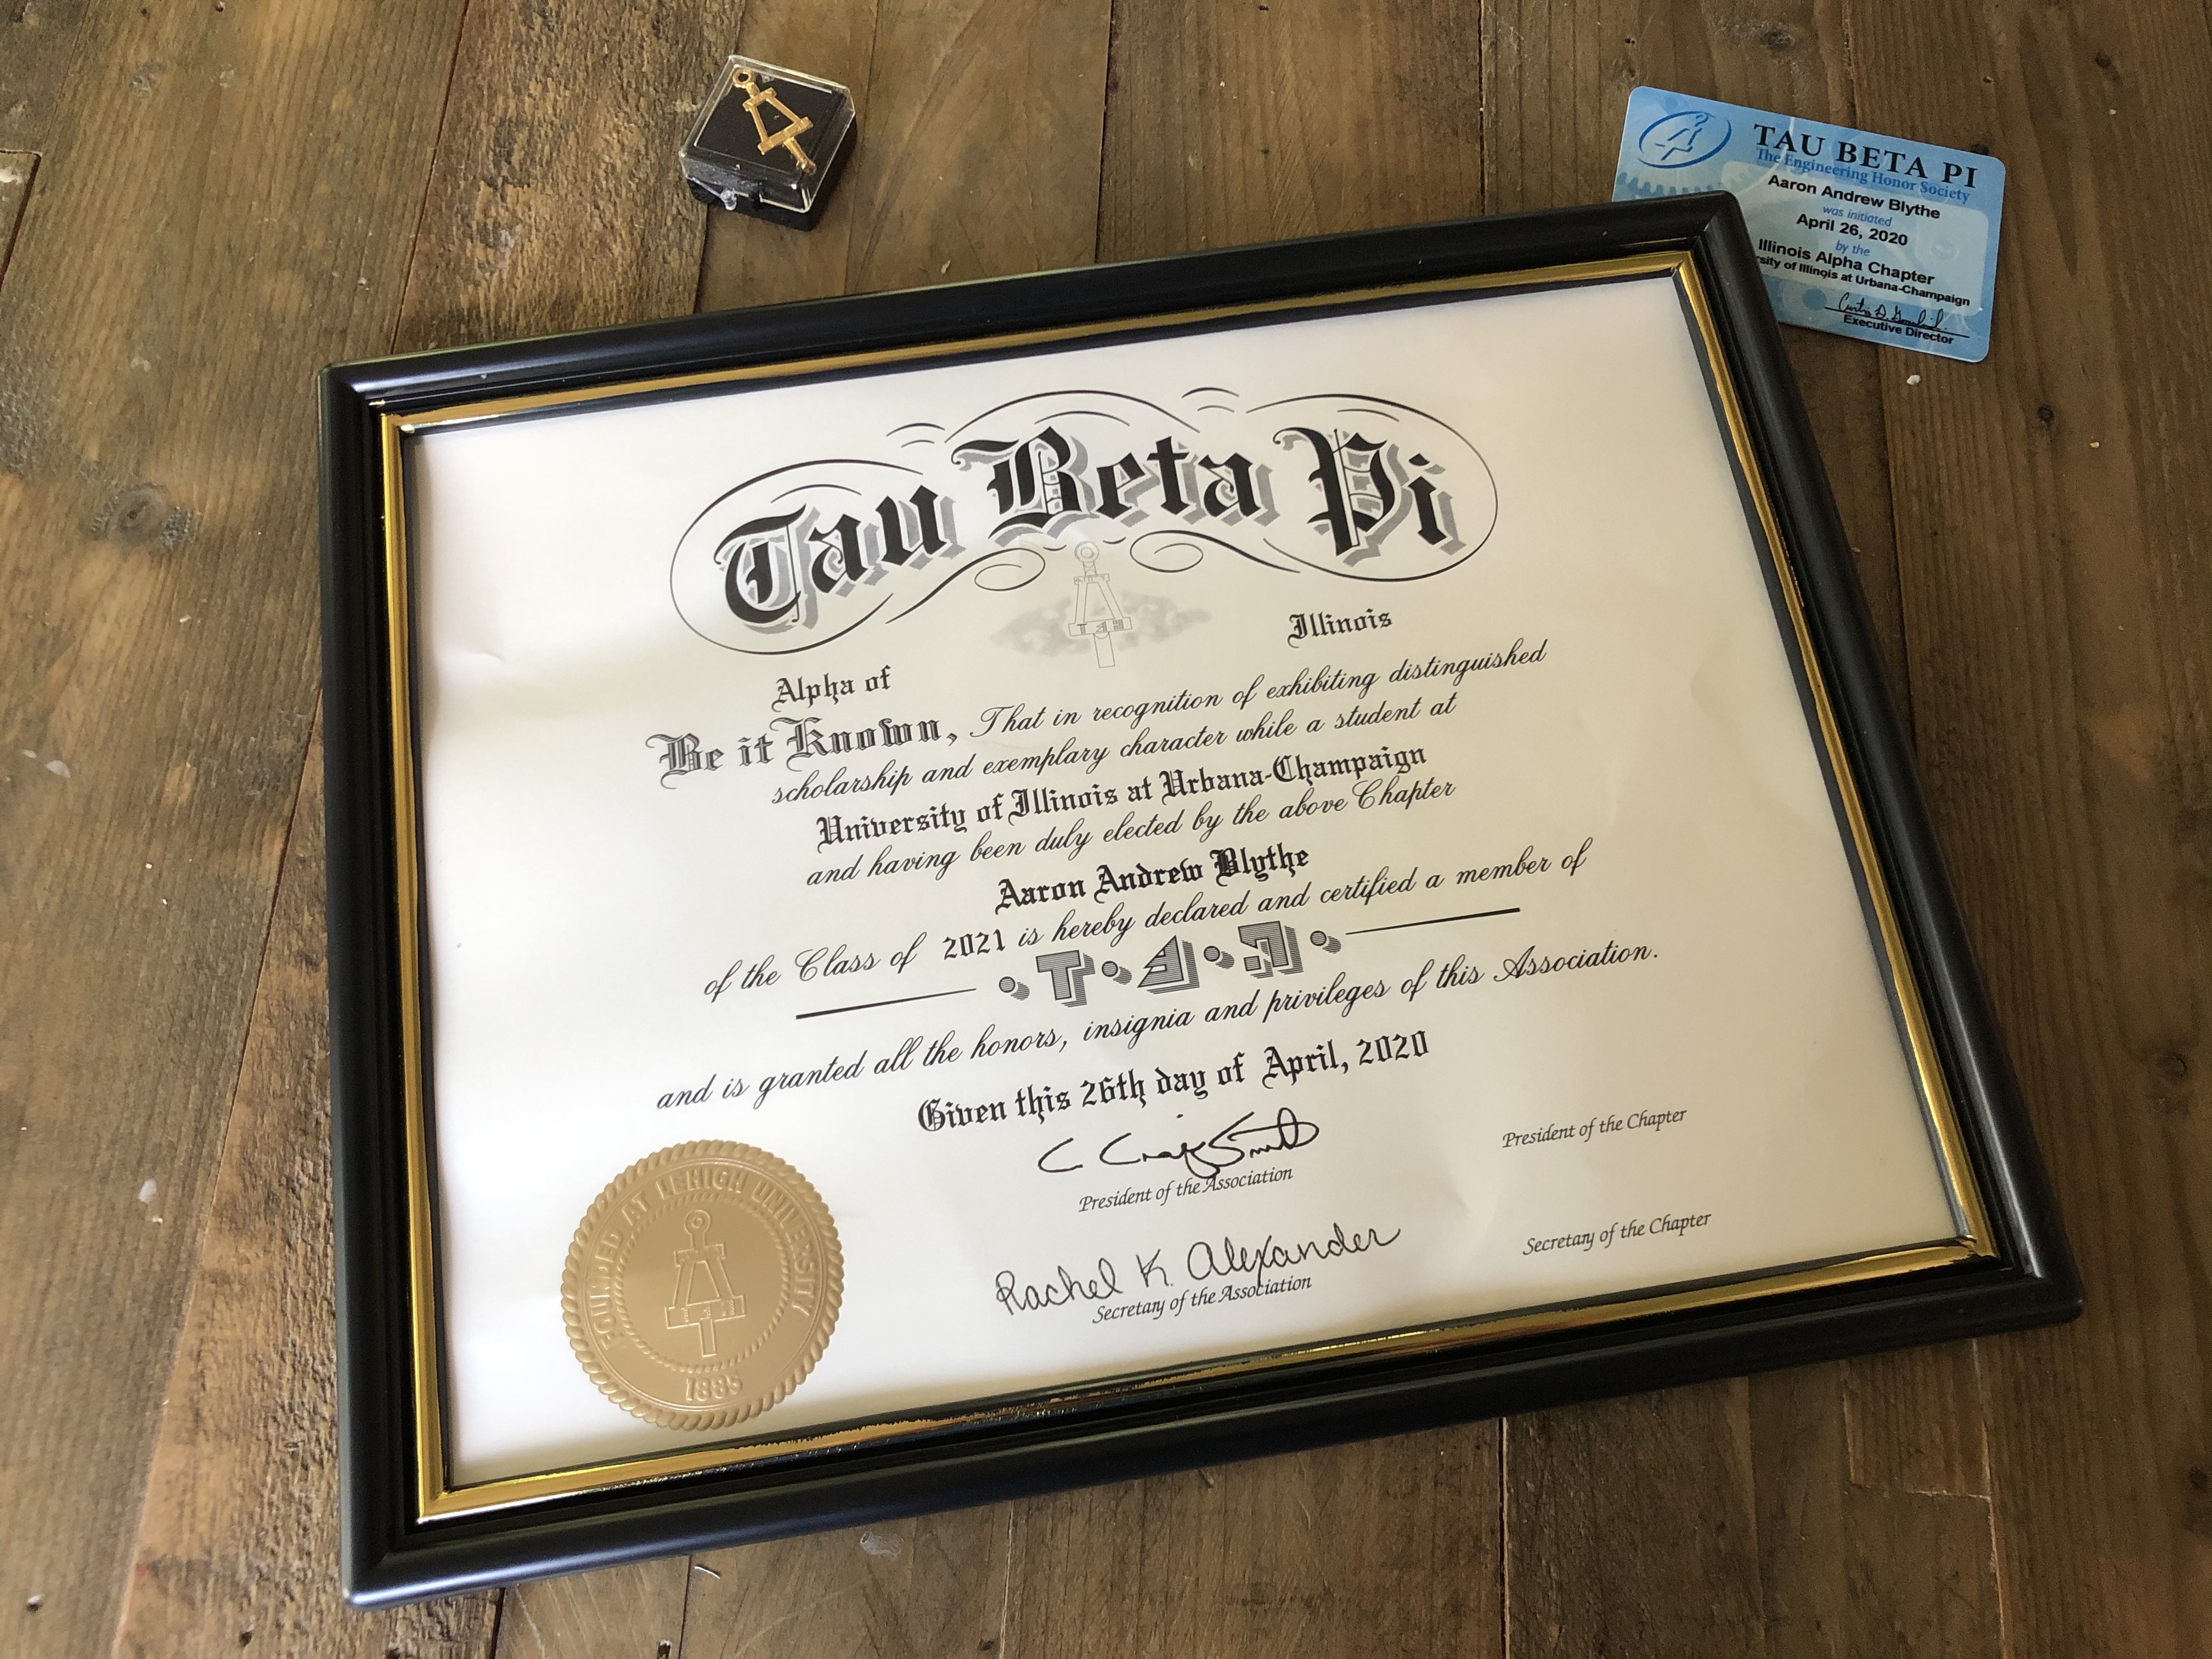 TAU BETA PI
The Engineering Honor Society
Aaron Andrew Blythe
was initiated
April 26, 2020
by the
Illinois Alpha Chapter
of Illinois at Urbana-Champaign
Executive Director
Tau Beta Pi
Alpha of Illinois
Be it Known, That in recognition of exhibiting distinguished
scholarship and exemplary character while a student at
University of Illinois at Urbana-Champaign
and having been duly elected by the above Chapter
Aaron Andrew Blythe
of the Class of 2021 is hereby declared and certified a member of
· T · B · Π ·
and is granted all the honors, insignia and privileges of this Association.
Given this 26th day of April, 2020
C. Craig Smith
President of the Association
President of the Chapter
Rachel K. Alexander
Secretary of the Association
Secretary of the Chapter
FOUNDED AT LEHIGH UNIVERSITY
1885